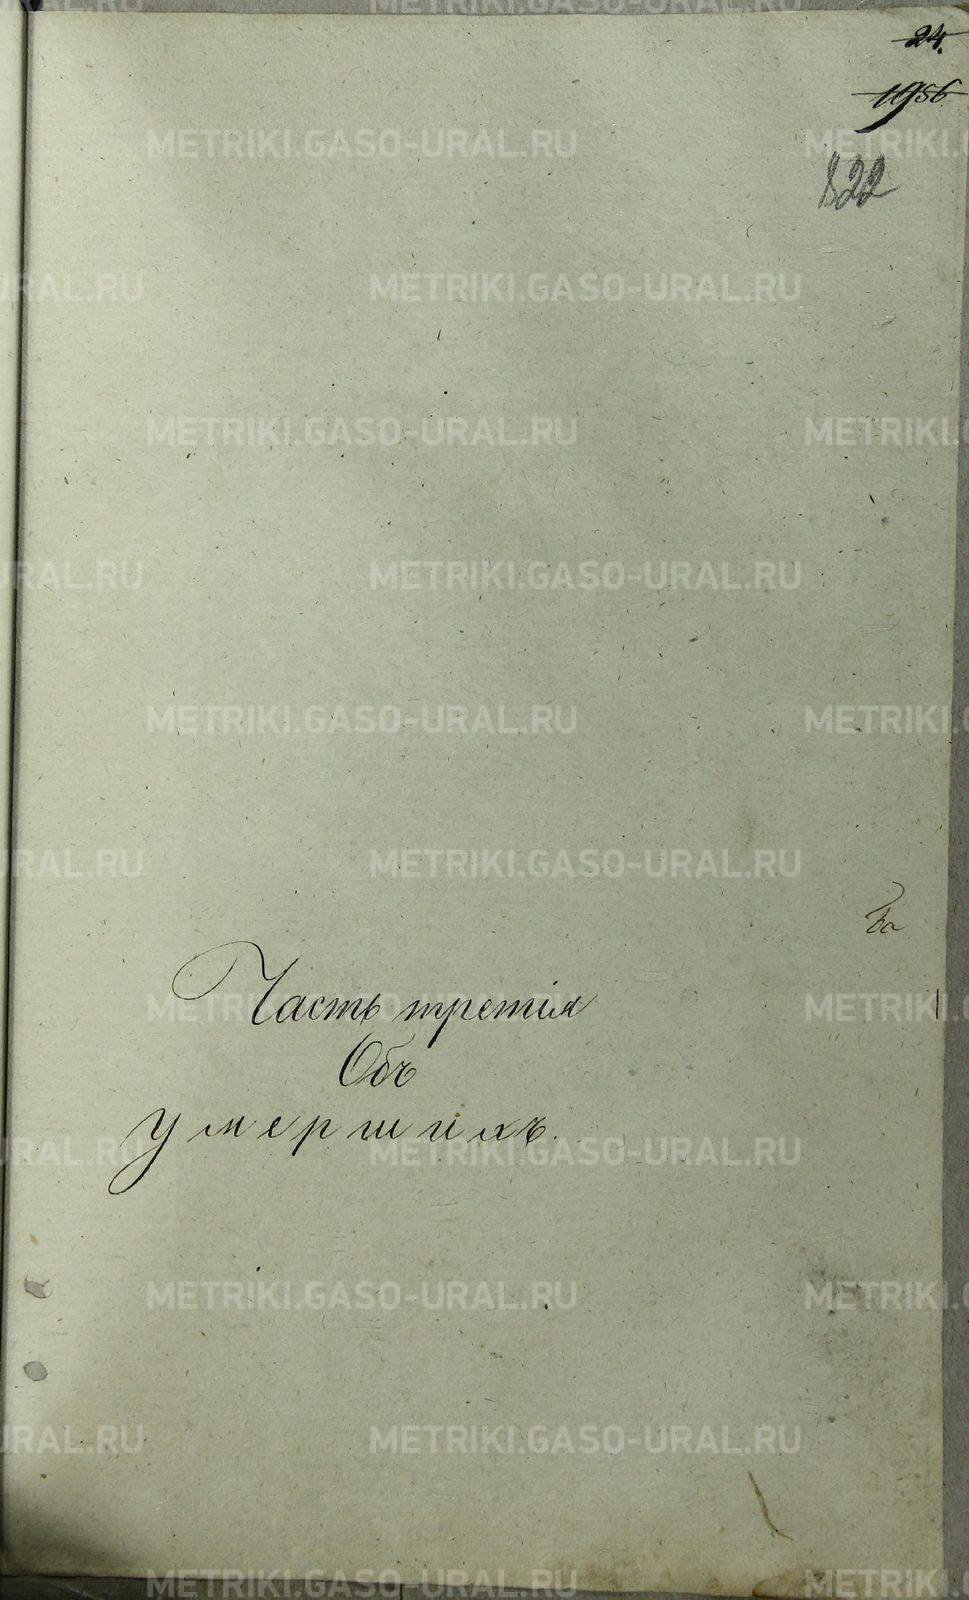 24.
1956
822
Часть третія
Объ
умершихъ.